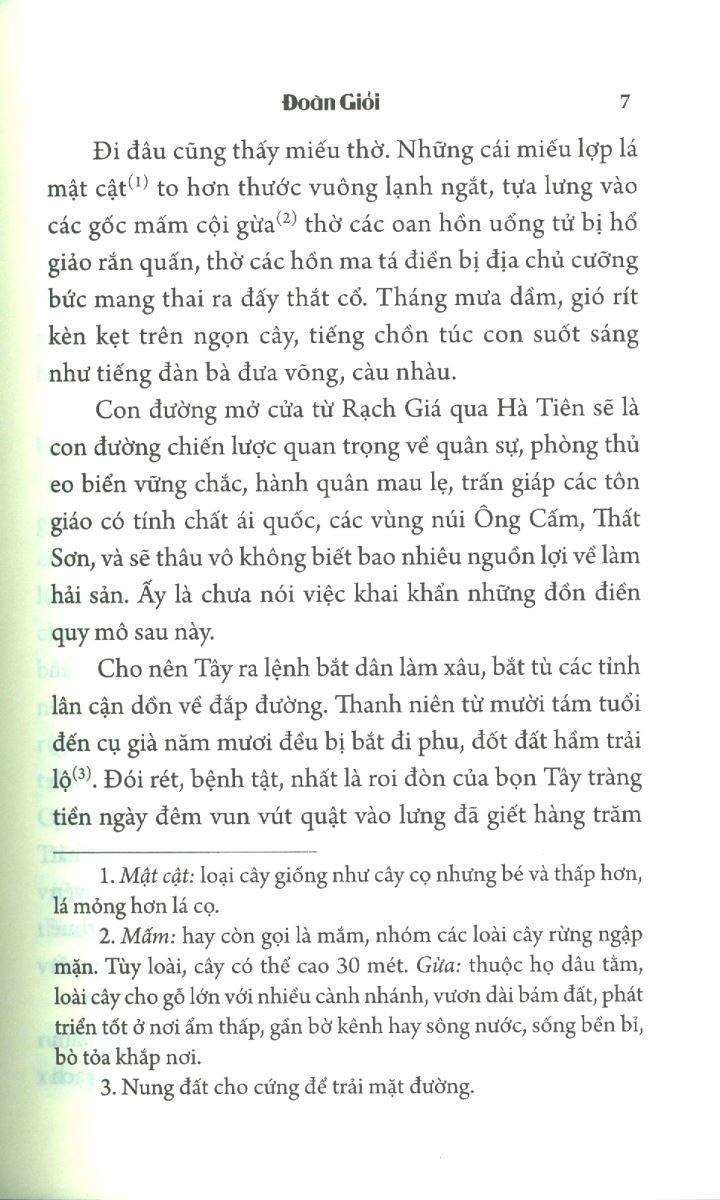 Đoàn Giỏi 7
Đi đâu cũng thấy miếu thờ. Những cái miếu lợp lá
mật cật(1) to hơn thước vuông lạnh ngắt, tựa lưng vào
các gốc mấm cội gừa(2) thờ các oan hồn uổng tử bị hổ
giảo rắn quấn, thờ các hồn ma tá điền bị địa chủ cưỡng
bức mang thai ra đấy thắt cổ. Tháng mưa dầm, gió rít
kèn kẹt trên ngọn cây, tiếng chồn túc con suốt sáng
như tiếng đàn bà đưa võng, càu nhàu.
Con đường mở cửa từ Rạch Giá qua Hà Tiên sẽ là
con đường chiến lược quan trọng về quân sự, phòng thủ
eo biển vững chắc, hành quân mau lẹ, trấn giáp các tôn
giáo có tính chất ái quốc, các vùng núi Ông Cấm, Thất
Sơn, và sẽ thâu vô không biết bao nhiêu nguồn lợi về làm
hải sản. Ấy là chưa nói việc khai khẩn những đồn điền
quy mô sau này.
Cho nên Tây ra lệnh bắt dân làm xâu, bắt tù các tỉnh
lân cận dồn về đắp đường. Thanh niên từ mười tám tuổi
đến cụ già năm mươi đều bị bắt đi phu, đốt đất hầm trải
lộ(3). Đói rét, bệnh tật, nhất là roi đòn của bọn Tây tràng
tiền ngày đêm vun vút quật vào lưng đã giết hàng trăm
1. Mật cật: loại cây giống như cây cọ nhưng bé và thấp hơn,
lá mỏng hơn lá cọ.
2. Mấm: hay còn gọi là mắm, nhóm các loài cây rừng ngập
mặn. Tùy loài, cây có thể cao 30 mét. Gừa: thuộc họ dâu tằm,
loài cây cho gỗ lớn với nhiều cành nhánh, vươn dài bám đất, phát
triển tốt ở nơi ẩm thấp, gần bờ kênh hay sông nước, sống bền bỉ,
bò tỏa khắp nơi.
3. Nung đất cho cứng để trải mặt đường.